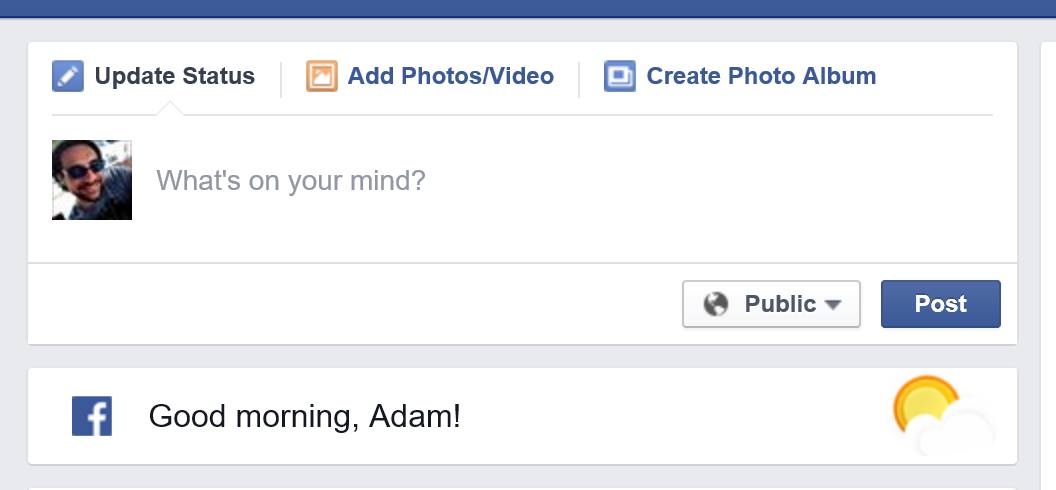 Update Status Add Photos/Video Create Photo Album
What's on your mind?
Public Post
Good morning, Adam!